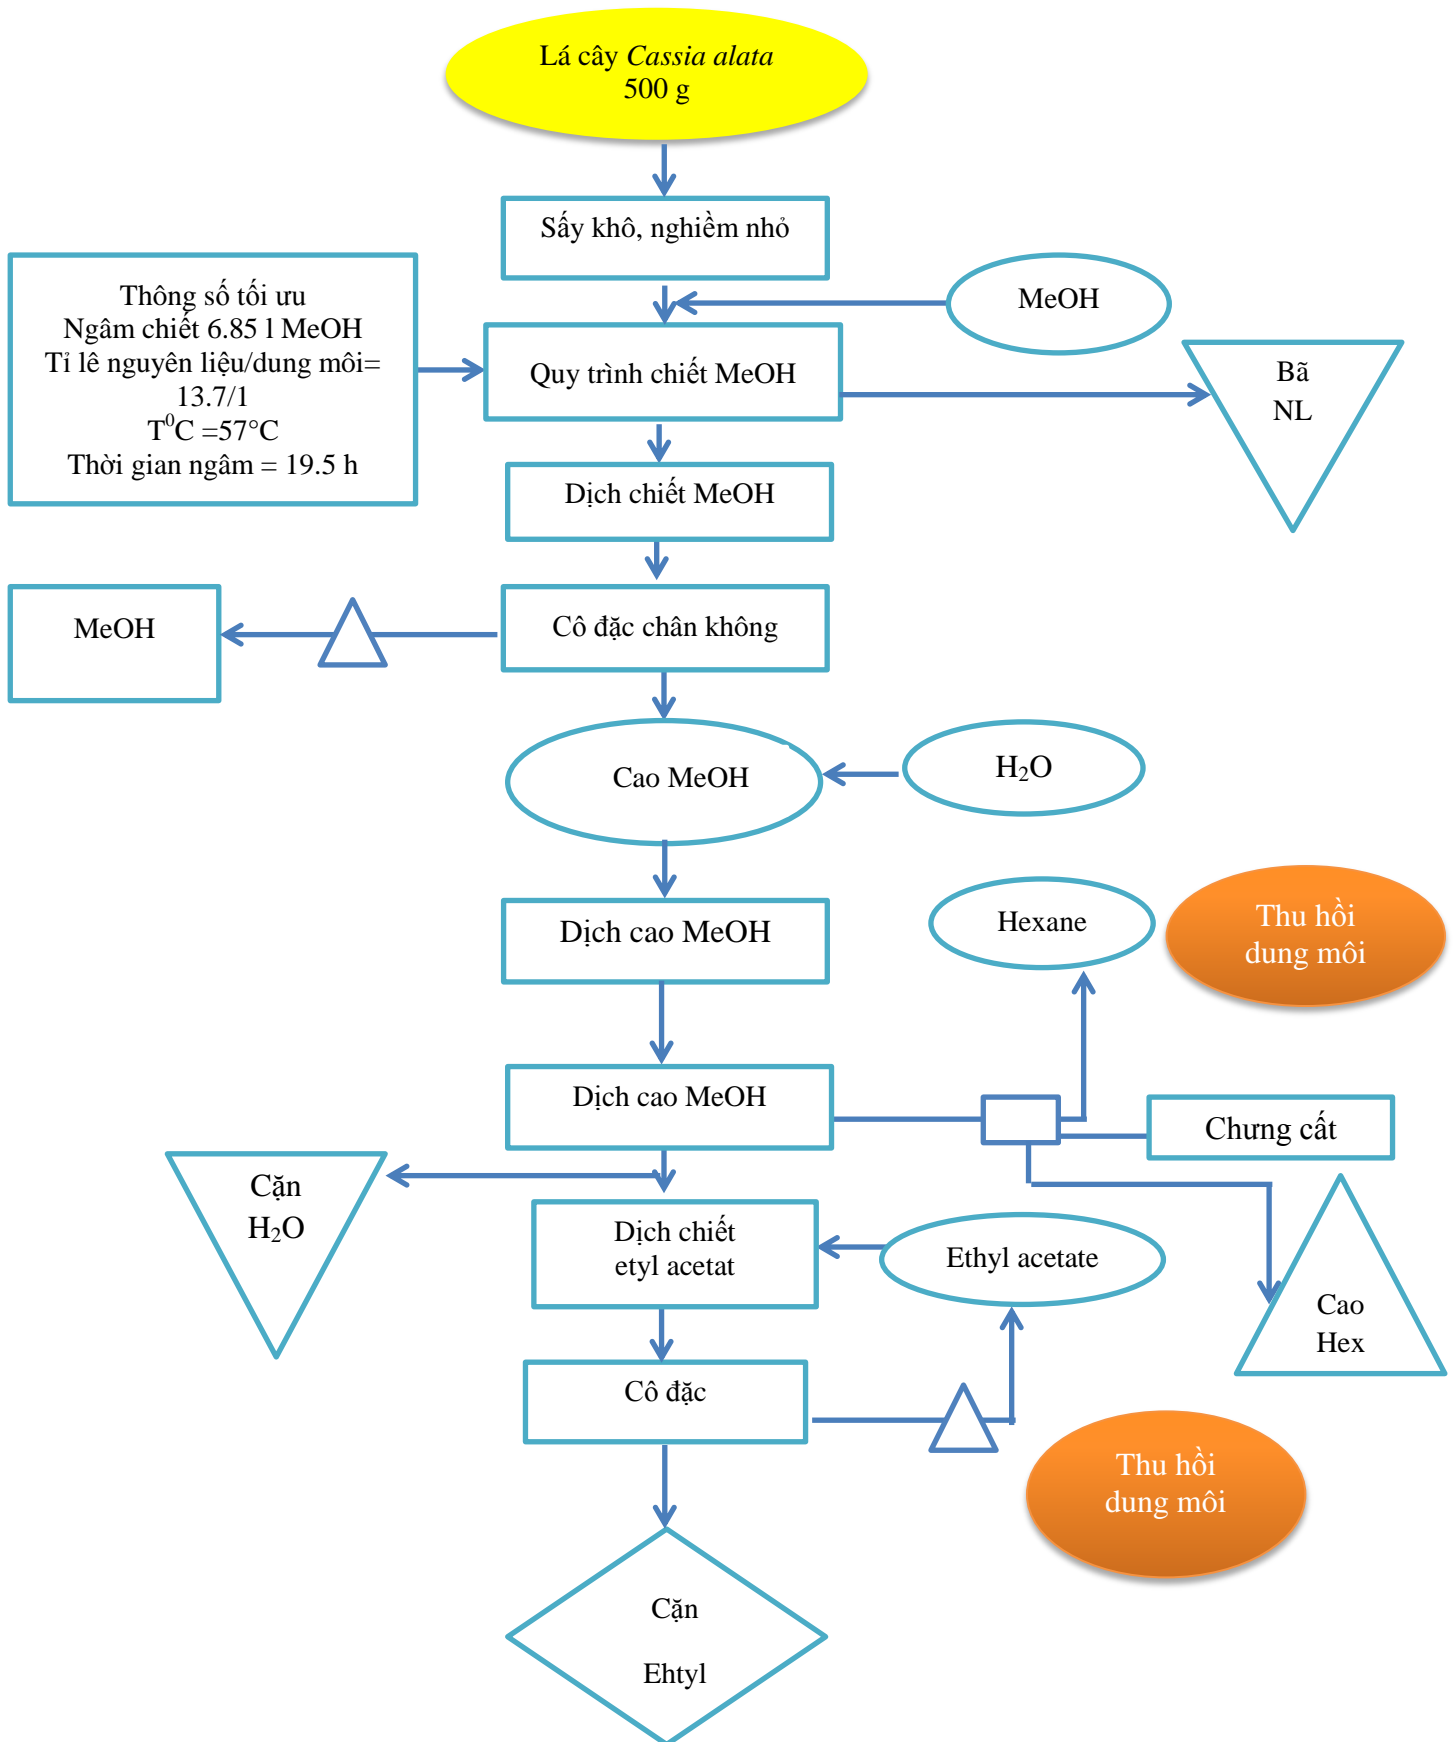 Lá cây Cassia alata
500 g
Sấy khô, nghiềm nhỏ
Thông số tối ưu
Ngâm chiết 6.85 l MeOH
Tỉ lê nguyên liệu/dung môi=
13.7/1
T⁰C =57°C
Thời gian ngâm = 19.5 h
MeOH
Quy trình chiết MeOH
Bã
NL
Dịch chiết MeOH
MeOH
Cô đặc chân không
Cao MeOH
H₂O
Dịch cao MeOH
Hexane
Thu hồi
dung môi
Dịch cao MeOH
Chưng cất
Cặn
H₂O
Dịch chiết
etyl acetat
Ethyl acetate
Cao
Hex
Cô đặc
Thu hồi
dung môi
Cặn
Ehtyl